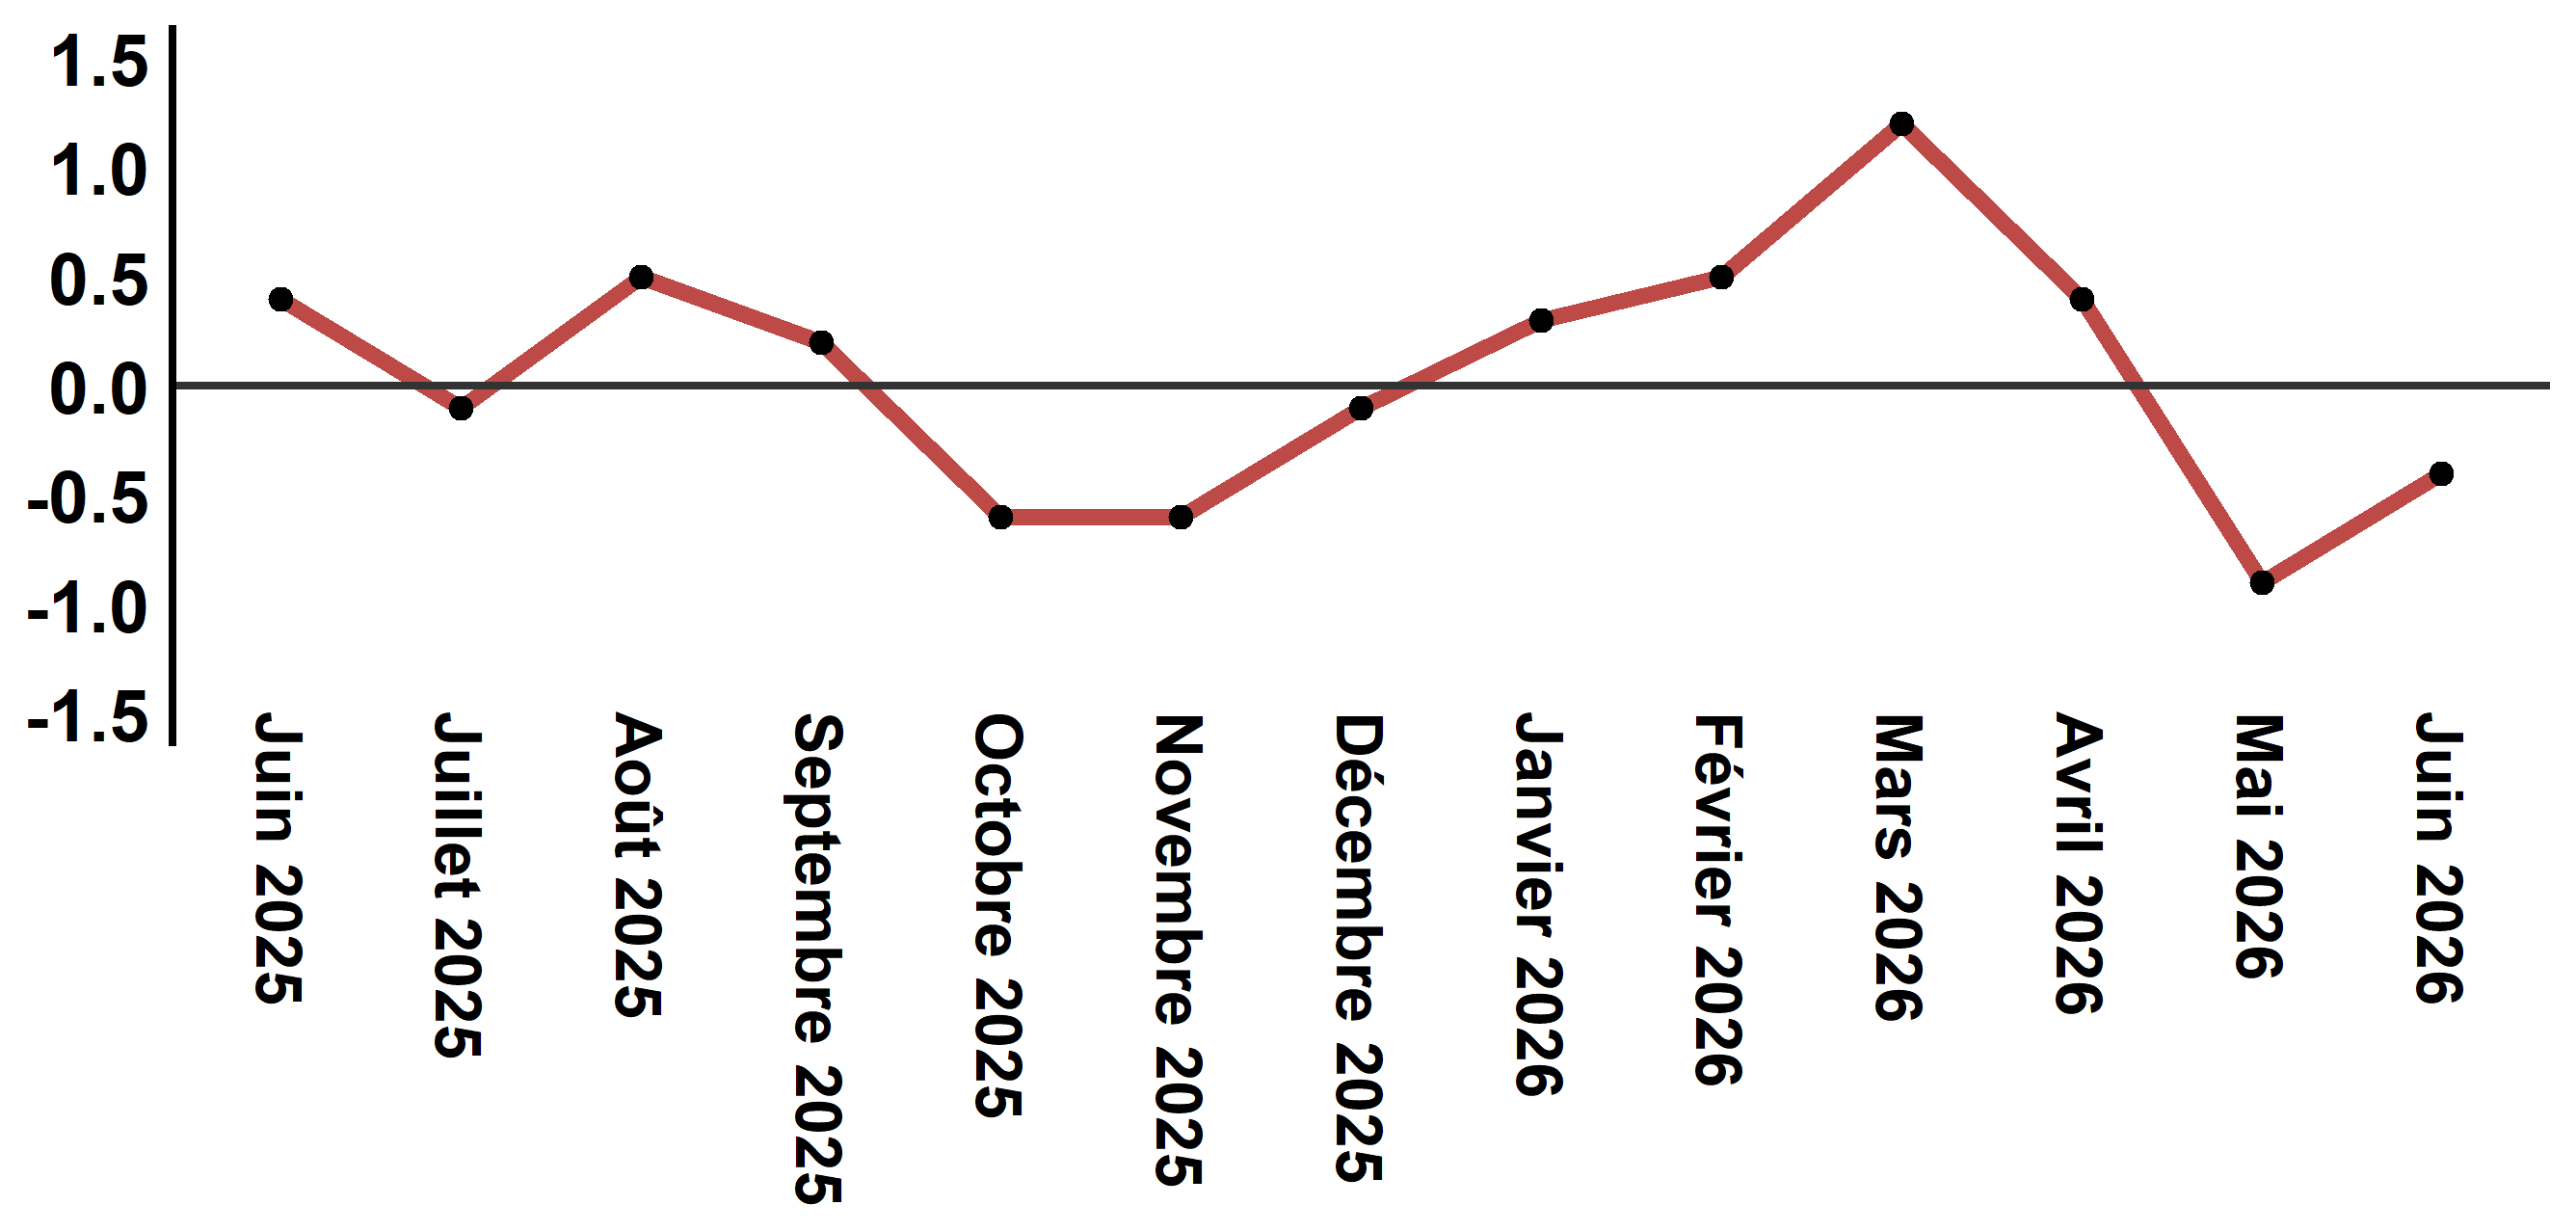 1.5
1.0
0.5
0.0
-0.5
-1.0
-1.5
Juin 2025
Juillet 2025
Août 2025
Septembre 2025
Octobre 2025
Novembre 2025
Décembre 2025
Janvier 2026
Février 2026
Mars 2026
Avril 2026
Mai 2026
Juin 2026